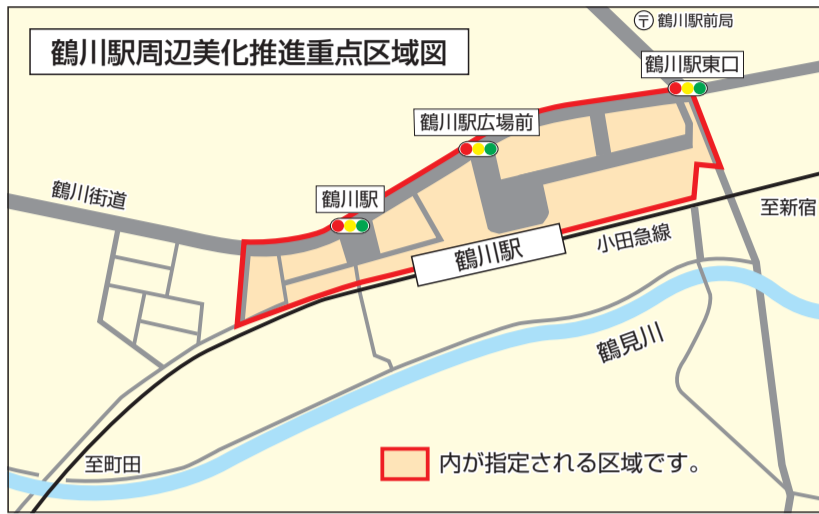 〒鶴川駅前局
鶴川駅周辺美化推進重点区域図
鶴川駅東口
鶴川駅広場前
鶴川街道
鶴川駅
至新宿
小田急線
鶴川駅
鶴見川
至町田
内が指定される区域です。